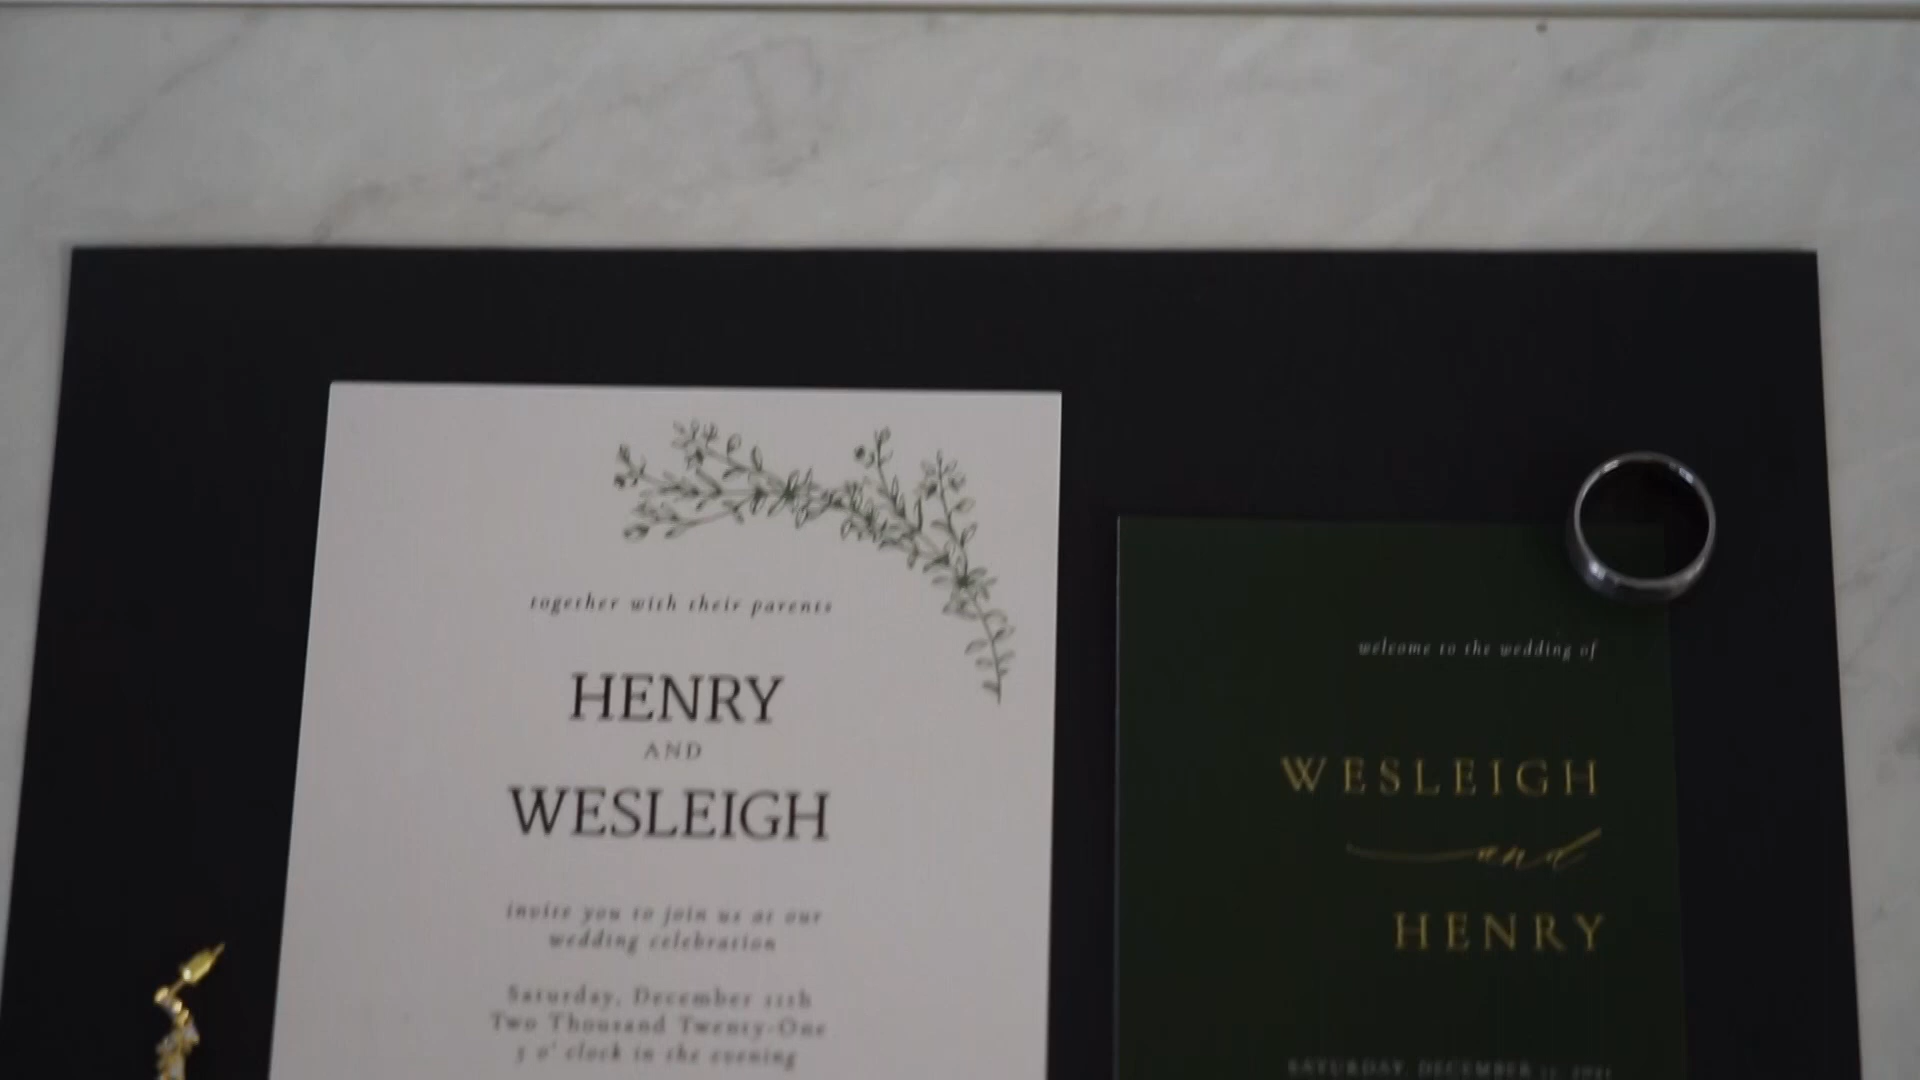 together with their parents
HENRY
AND
WESLEIGH
invite you to join us at our
wedding celebration
Saturday, December 11th
Two Thousand Twenty-One
5 o' clock in the evening
welcome to the wedding of
WESLEIGH
and
HENRY
SATURDAY, DECEMBER 11, 2021